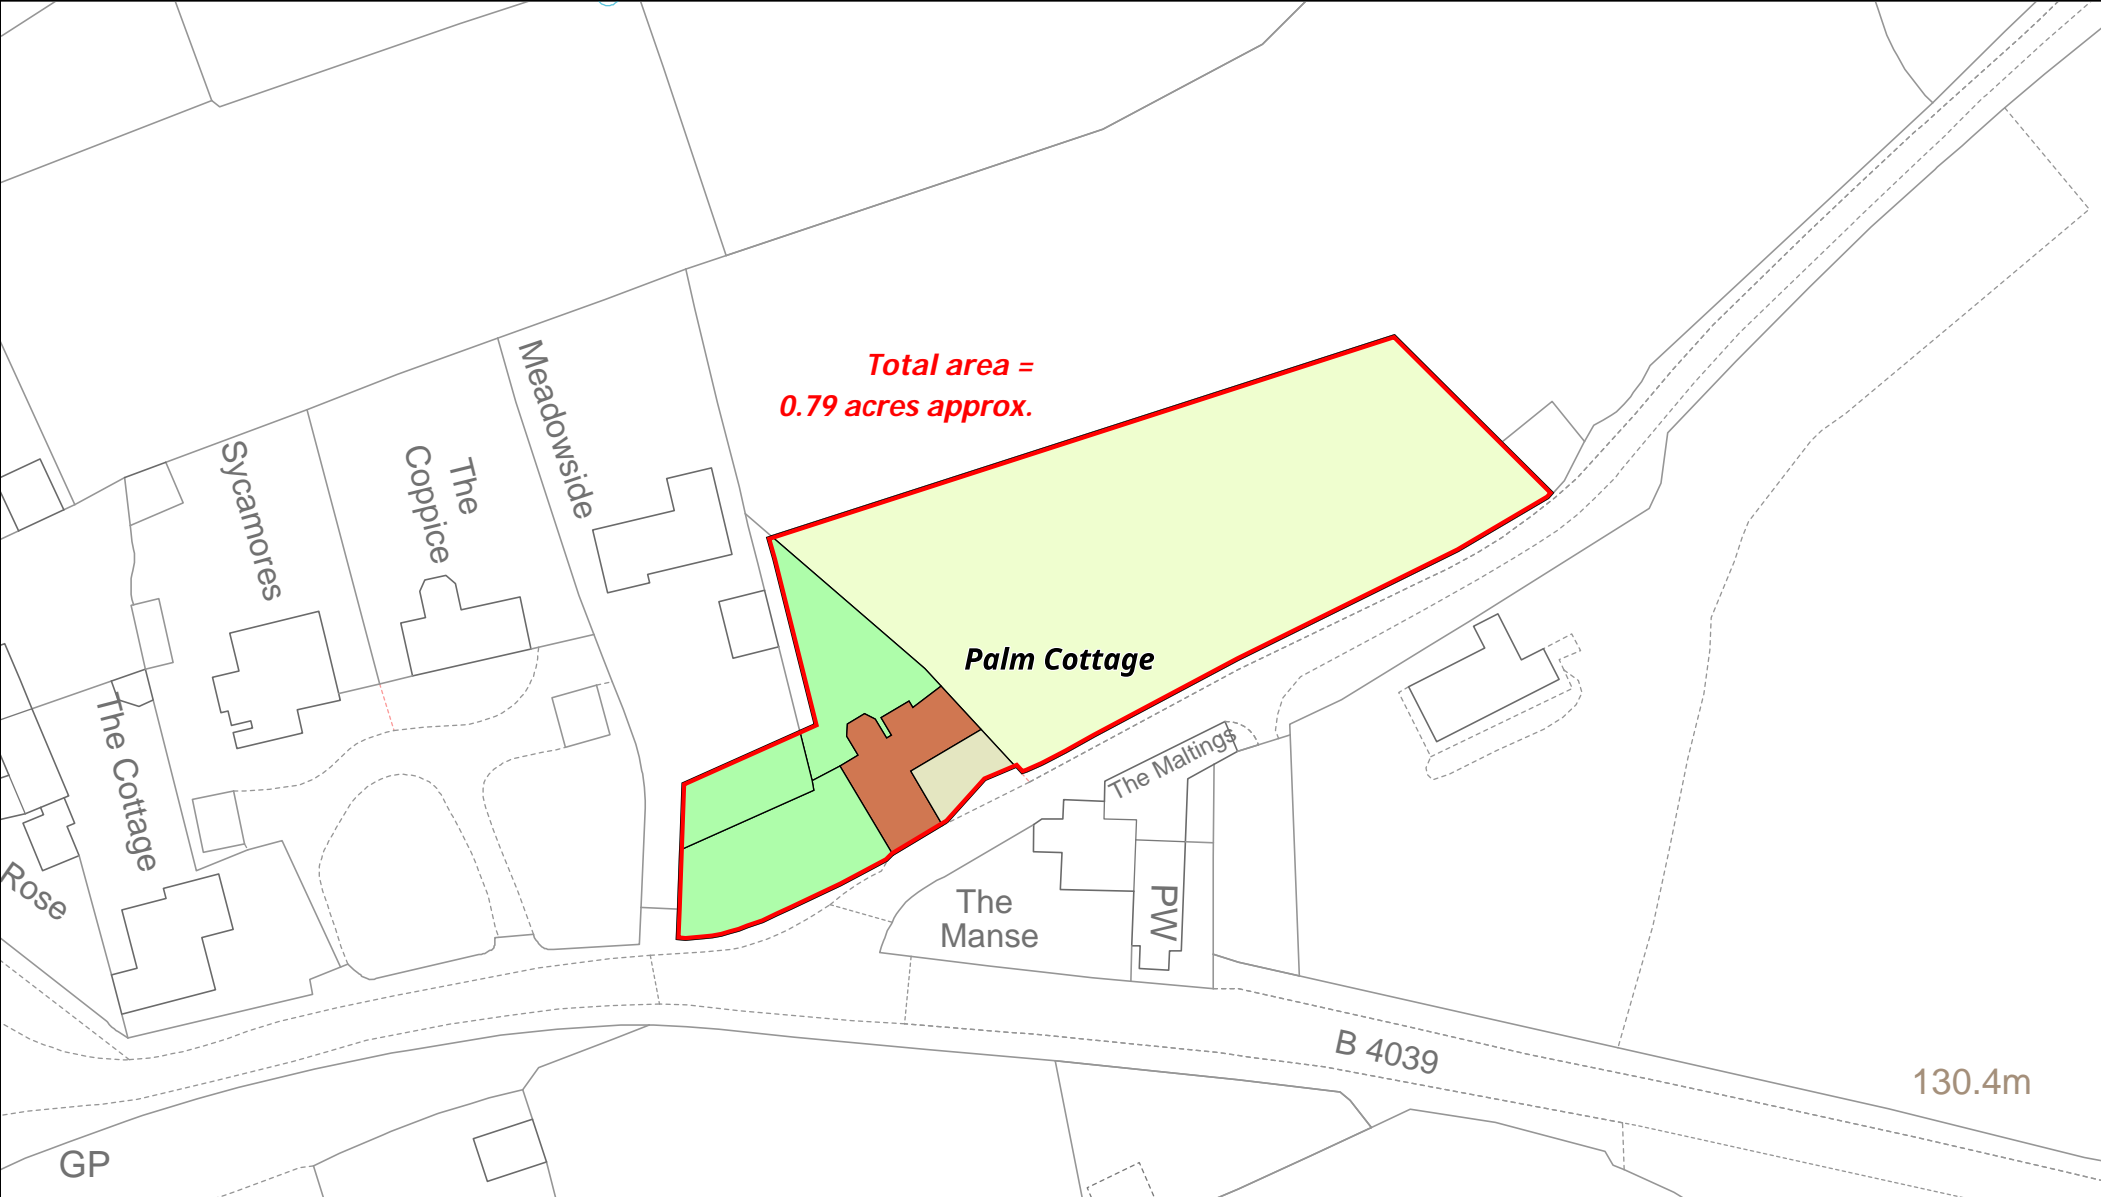 Total area =
0.79 acres approx.
Meadowside
Sycamores
The
Coppice
Palm Cottage
The Cottage
The Maltings
Rose
The
Manse
PW
B 4039
130.4m
GP